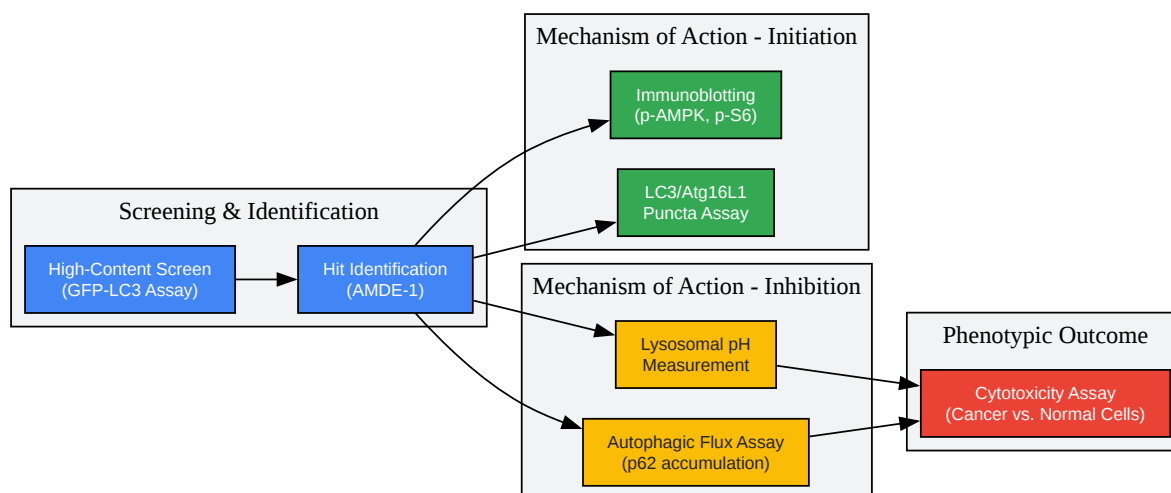 Screening & Identification
High-Content Screen
(GFP-LC3 Assay)
Hit Identification
(AMDE-1)
Mechanism of Action - Initiation
Immunoblotting
(p-AMPK, p-S6)
LC3/Atg16L1
Puncta Assay
Mechanism of Action - Inhibition
Lysosomal pH
Measurement
Autophagic Flux Assay
(p62 accumulation)
Phenotypic Outcome
Cytotoxicity Assay
(Cancer vs. Normal Cells)